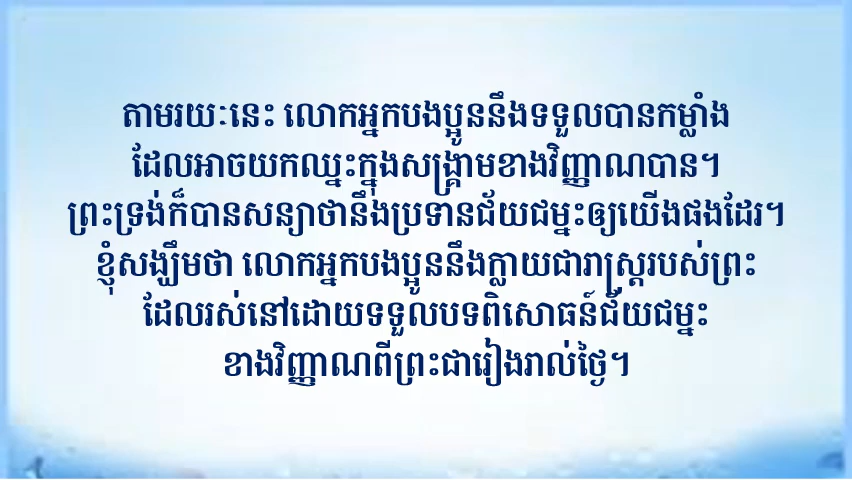 តាមរយៈនេះ លោកអ្នកបងប្អូននឹងទទួលបានកម្លាំង
ដែលអាចយកឈ្នះក្នុងសង្គ្រាមខាងវិញ្ញាណបាន។
ព្រះទ្រង់ក៏បានសន្យាថានឹងប្រទានជ័យជម្នះឲ្យយើងផងដែរ។
ខ្ញុំសង្ឃឹមថា លោកអ្នកបងប្អូននឹងក្លាយជារាស្ត្ររបស់ព្រះ
ដែលរស់នៅដោយទទួលបទពិសោធន៍ជ័យជម្នះ
ខាងវិញ្ញាណពីព្រះជារៀងរាល់ថ្ងៃ។